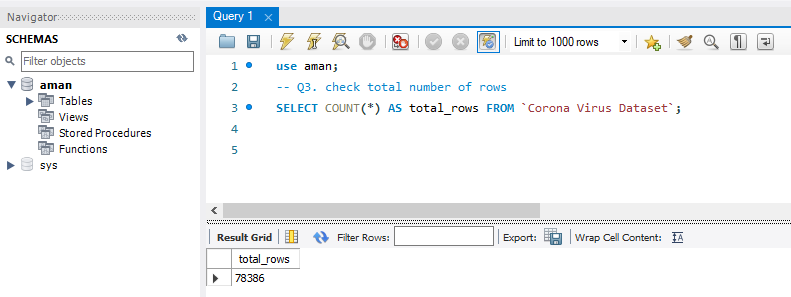 Navigator
SCHEMAS
Filter objects
aman
Tables
Views
Stored Procedures
Functions
sys
Query 1
Limit to 1000 rows
1 use aman;
2 -- Q3. check total number of rows
3 SELECT COUNT(*) AS total_rows FROM `Corona Virus Dataset`;
4
5
Result Grid Filter Rows: Export: Wrap Cell Content:
total_rows
78386